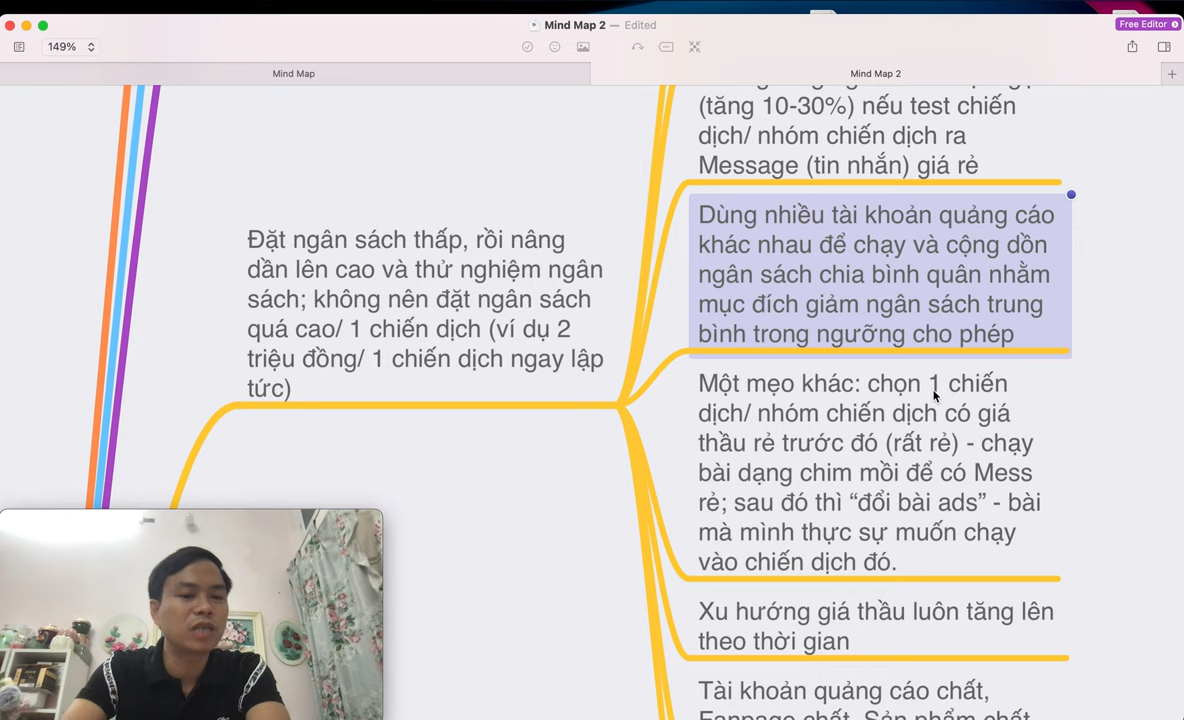 Mind Map 2 — Edited
Free Editor
149%
Mind Map
Mind Map 2
Đặt ngân sách thấp, rồi nâng
dần lên cao và thử nghiệm ngân
sách; không nên đặt ngân sách
quá cao/ 1 chiến dịch (ví dụ 2
triệu đồng/ 1 chiến dịch ngay lập
tức)
(tăng 10-30%) nếu test chiến
dịch/ nhóm chiến dịch ra
Message (tin nhắn) giá rẻ
Dùng nhiều tài khoản quảng cáo
khác nhau để chạy và cộng dồn
ngân sách chia bình quân nhằm
mục đích giảm ngân sách trung
bình trong ngưỡng cho phép
Một mẹo khác: chọn 1 chiến
dịch/ nhóm chiến dịch có giá
thầu rẻ trước đó (rất rẻ) - chạy
bài dạng chim mồi để có Mess
rẻ; sau đó thì “đổi bài ads” - bài
mà mình thực sự muốn chạy
vào chiến dịch đó.
Xu hướng giá thầu luôn tăng lên
theo thời gian
Tài khoản quảng cáo chất,
Fanpage chất, Sản phẩm chất